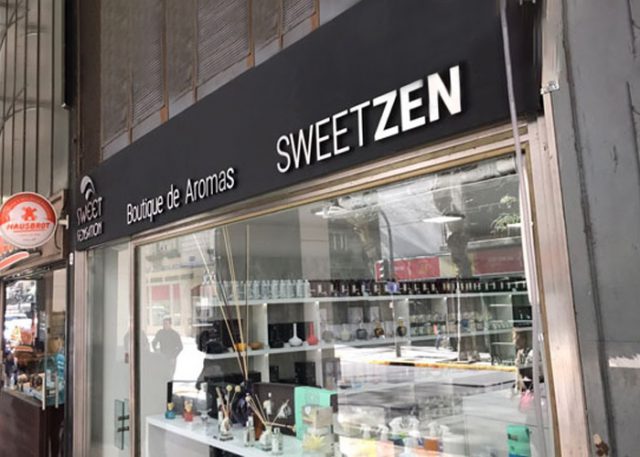 SWEETZEN
Boutique de Aromas
SWEET
SENSATION
HAUSBROT